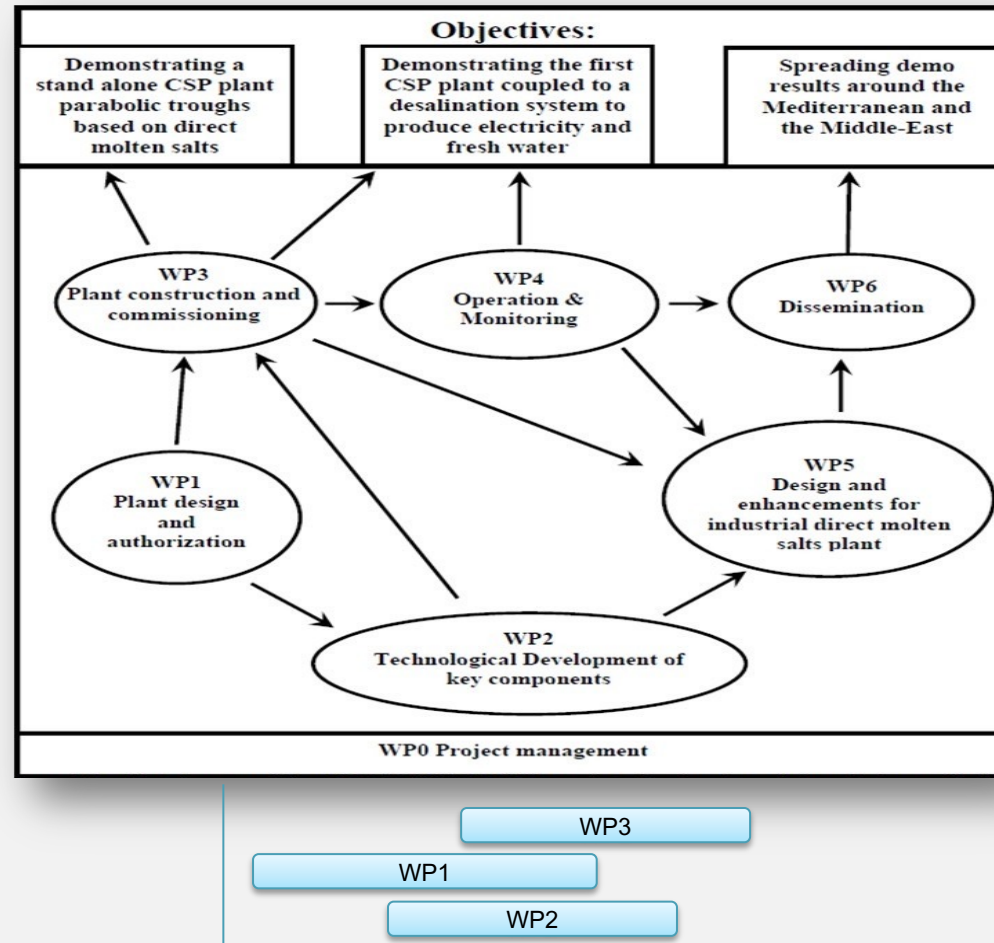 Objectives:
Demonstrating a
stand alone CSP plant
parabolic troughs
based on direct
molten salts
Demonstrating the first
CSP plant coupled to a
desalination system to
produce electricity and
fresh water
Spreading demo
results around the
Mediterranean and
the Middle-East
WP3
Plant construction and
commissioning
WP4
Operation &
Monitoring
WP6
Dissemination
WP1
Plant design
and
authorization
WP5
Design and
enhancements for
industrial direct molten
salts plant
WP2
Technological Development of
key components
WP0 Project management
WP3
WP1
WP2